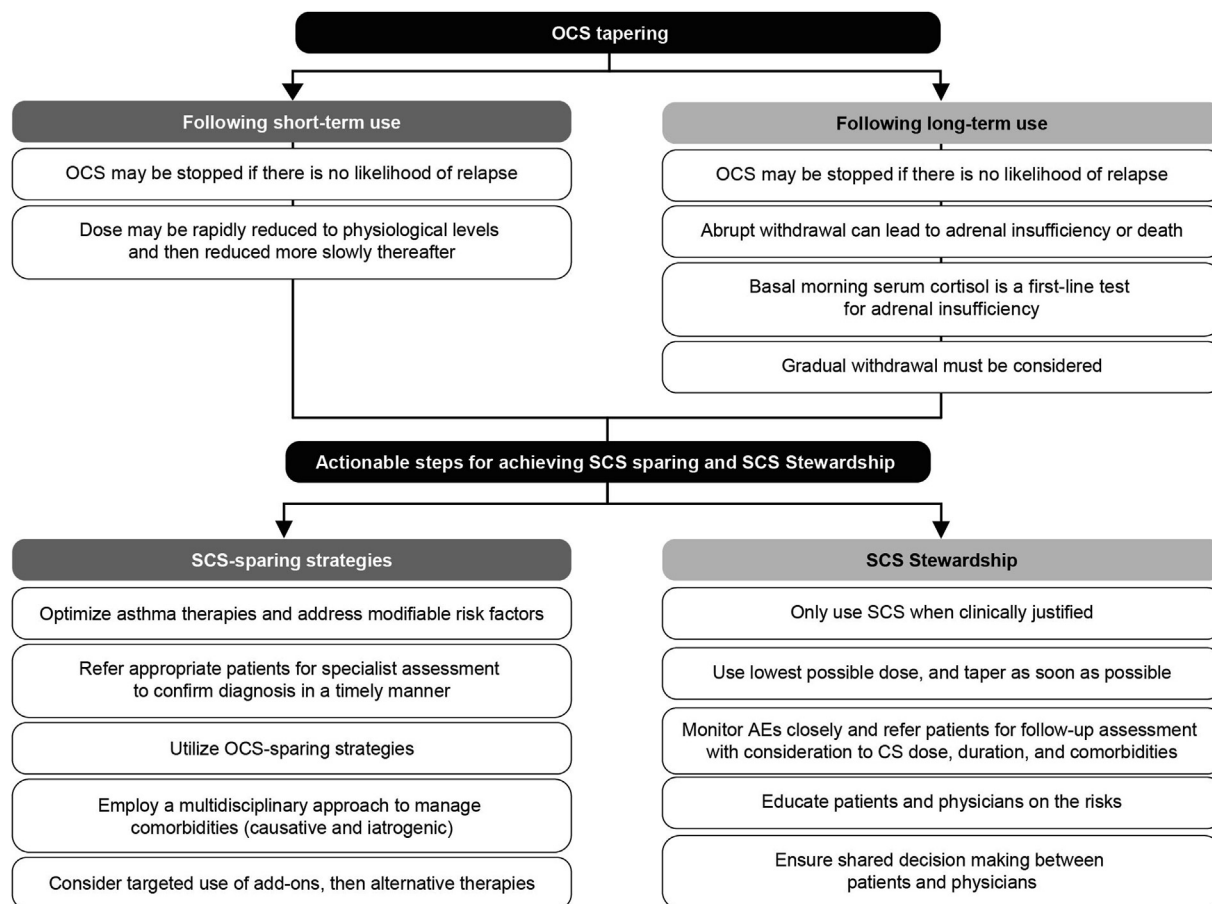 OCS tapering
Following short-term use
OCS may be stopped if there is no likelihood of relapse
Dose may be rapidly reduced to physiological levels
and then reduced more slowly thereafter
Following long-term use
OCS may be stopped if there is no likelihood of relapse
Abrupt withdrawal can lead to adrenal insufficiency or death
Basal morning serum cortisol is a first-line test
for adrenal insufficiency
Gradual withdrawal must be considered
Actionable steps for achieving SCS sparing and SCS Stewardship
SCS-sparing strategies
Optimize asthma therapies and address modifiable risk factors
Refer appropriate patients for specialist assessment
to confirm diagnosis in a timely manner
Utilize OCS-sparing strategies
Employ a multidisciplinary approach to manage
comorbidities (causative and iatrogenic)
Consider targeted use of add-ons, then alternative therapies
SCS Stewardship
Only use SCS when clinically justified
Use lowest possible dose, and taper as soon as possible
Monitor AEs closely and refer patients for follow-up assessment
with consideration to CS dose, duration, and comorbidities
Educate patients and physicians on the risks
Ensure shared decision making between
patients and physicians